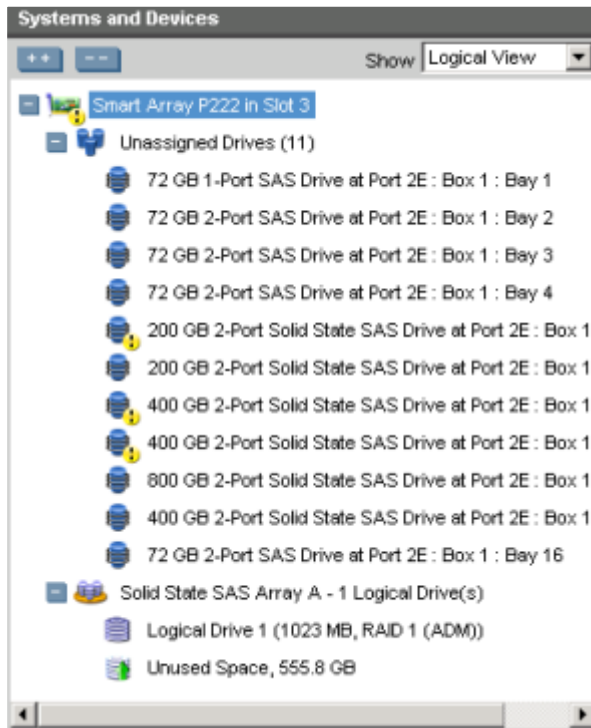 Systems and Devices
++ -- Show Logical View
Smart Array P222 in Slot 3
Unassigned Drives (11)
72 GB 1-Port SAS Drive at Port 2E : Box 1 : Bay 1
72 GB 2-Port SAS Drive at Port 2E : Box 1 : Bay 2
72 GB 2-Port SAS Drive at Port 2E : Box 1 : Bay 3
72 GB 2-Port SAS Drive at Port 2E : Box 1 : Bay 4
200 GB 2-Port Solid State SAS Drive at Port 2E : Box 1
200 GB 2-Port Solid State SAS Drive at Port 2E : Box 1
400 GB 2-Port Solid State SAS Drive at Port 2E : Box 1
400 GB 2-Port Solid State SAS Drive at Port 2E : Box 1
800 GB 2-Port Solid State SAS Drive at Port 2E : Box 1
400 GB 2-Port Solid State SAS Drive at Port 2E : Box 1
72 GB 2-Port SAS Drive at Port 2E : Box 1 : Bay 16
Solid State SAS Array A - 1 Logical Drive(s)
Logical Drive 1 (1023 MB, RAID 1 (ADM))
Unused Space, 555.8 GB